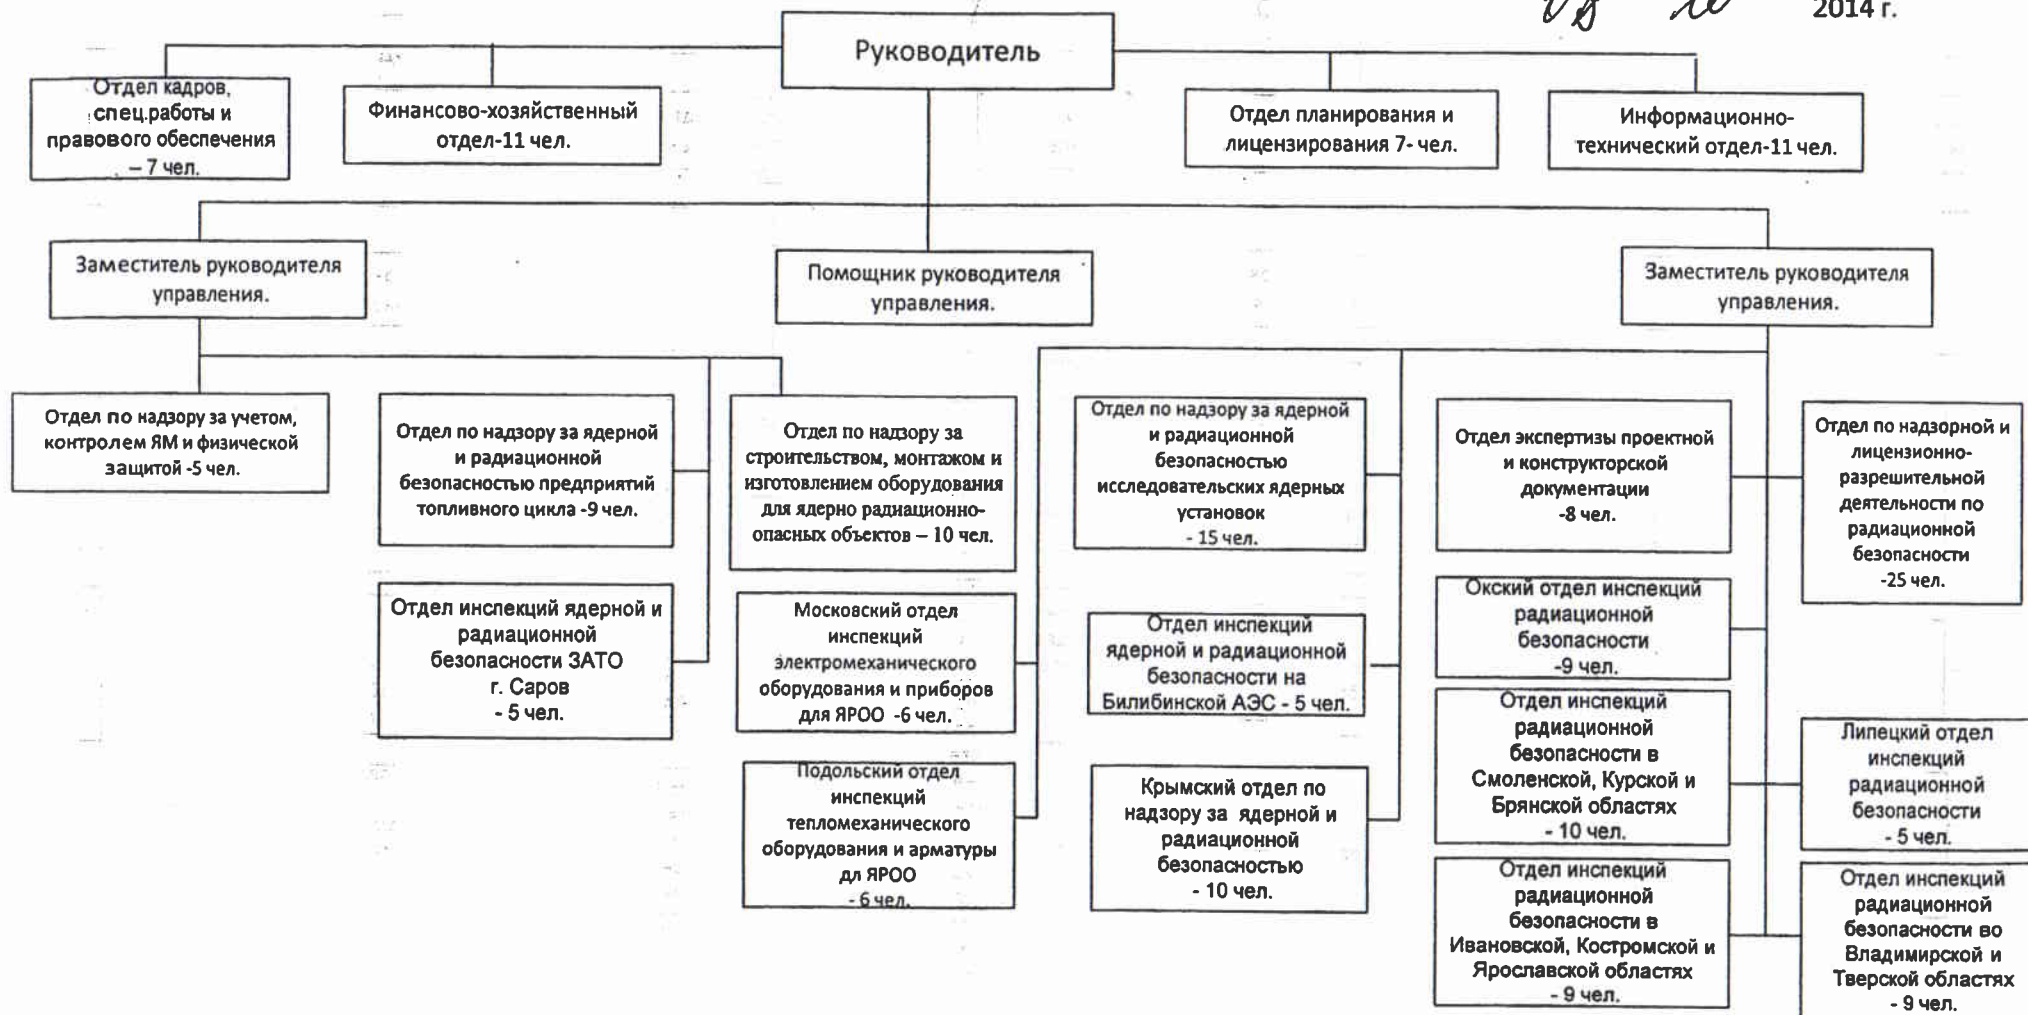 2014 г.
Руководитель
Отдел кадров,
спец.работы и
правового обеспечения
– 7 чел.
Финансово-хозяйственный
отдел-11 чел.
Отдел планирования и
лицензирования 7- чел.
Информационно-
технический отдел-11 чел.
Заместитель руководителя
управления.
Помощник руководителя
управления.
Заместитель руководителя
управления.
Отдел по надзору за учетом,
контролем ЯМ и физической
защитой -5 чел.
Отдел по надзору за ядерной
и радиационной
безопасностью предприятий
топливного цикла -9 чел.
Отдел по надзору за
строительством, монтажом и
изготовлением оборудования
для ядерно радиационно-
опасных объектов – 10 чел.
Отдел по надзору за ядерной
и радиационной
безопасностью
исследовательских ядерных
установок
- 15 чел.
Отдел экспертизы проектной
и конструкторской
документации
-8 чел.
Отдел по надзорной и
лицензионно-
разрешительной
деятельности по
радиационной
безопасности
-25 чел.
Отдел инспекций ядерной и
радиационной
безопасности ЗАТО
г. Саров
- 5 чел.
Московский отдел
инспекций
электромеханического
оборудования и приборов
для ЯРОО -6 чел.
Отдел инспекций
ядерной и радиационной
безопасности на
Билибинской АЭС - 5 чел.
Окский отдел инспекций
радиационной
безопасности
-9 чел.
Подольский отдел
инспекций
тепломеханического
оборудования и арматуры
дл ЯРОО
- 6 чел.
Крымский отдел по
надзору за ядерной и
радиационной
безопасностью
- 10 чел.
Отдел инспекций
радиационной
безопасности в
Смоленской, Курской и
Брянской областях
- 10 чел.
Липецкий отдел
инспекций
радиационной
безопасности
- 5 чел.
Отдел инспекций
радиационной
безопасности в
Ивановской, Костромской и
Ярославской областях
- 9 чел.
Отдел инспекций
радиационной
безопасности во
Владимирской и
Тверской областях
- 9 чел.